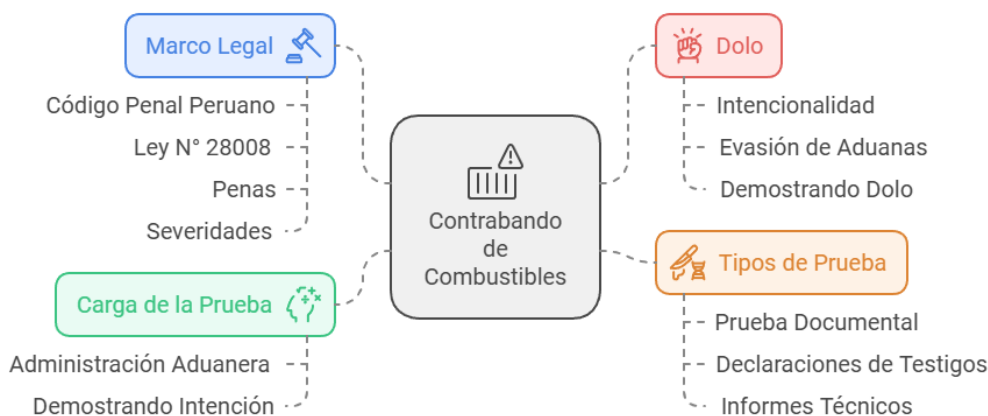 Marco Legal
Código Penal Peruano
Ley N° 28008
Penas
Severidades
Carga de la Prueba
Administración Aduanera
Demostrando Intención
Contrabando
de
Combustibles
Dolo
Intencionalidad
Evasión de Aduanas
Demostrando Dolo
Tipos de Prueba
Prueba Documental
Declaraciones de Testigos
Informes Técnicos